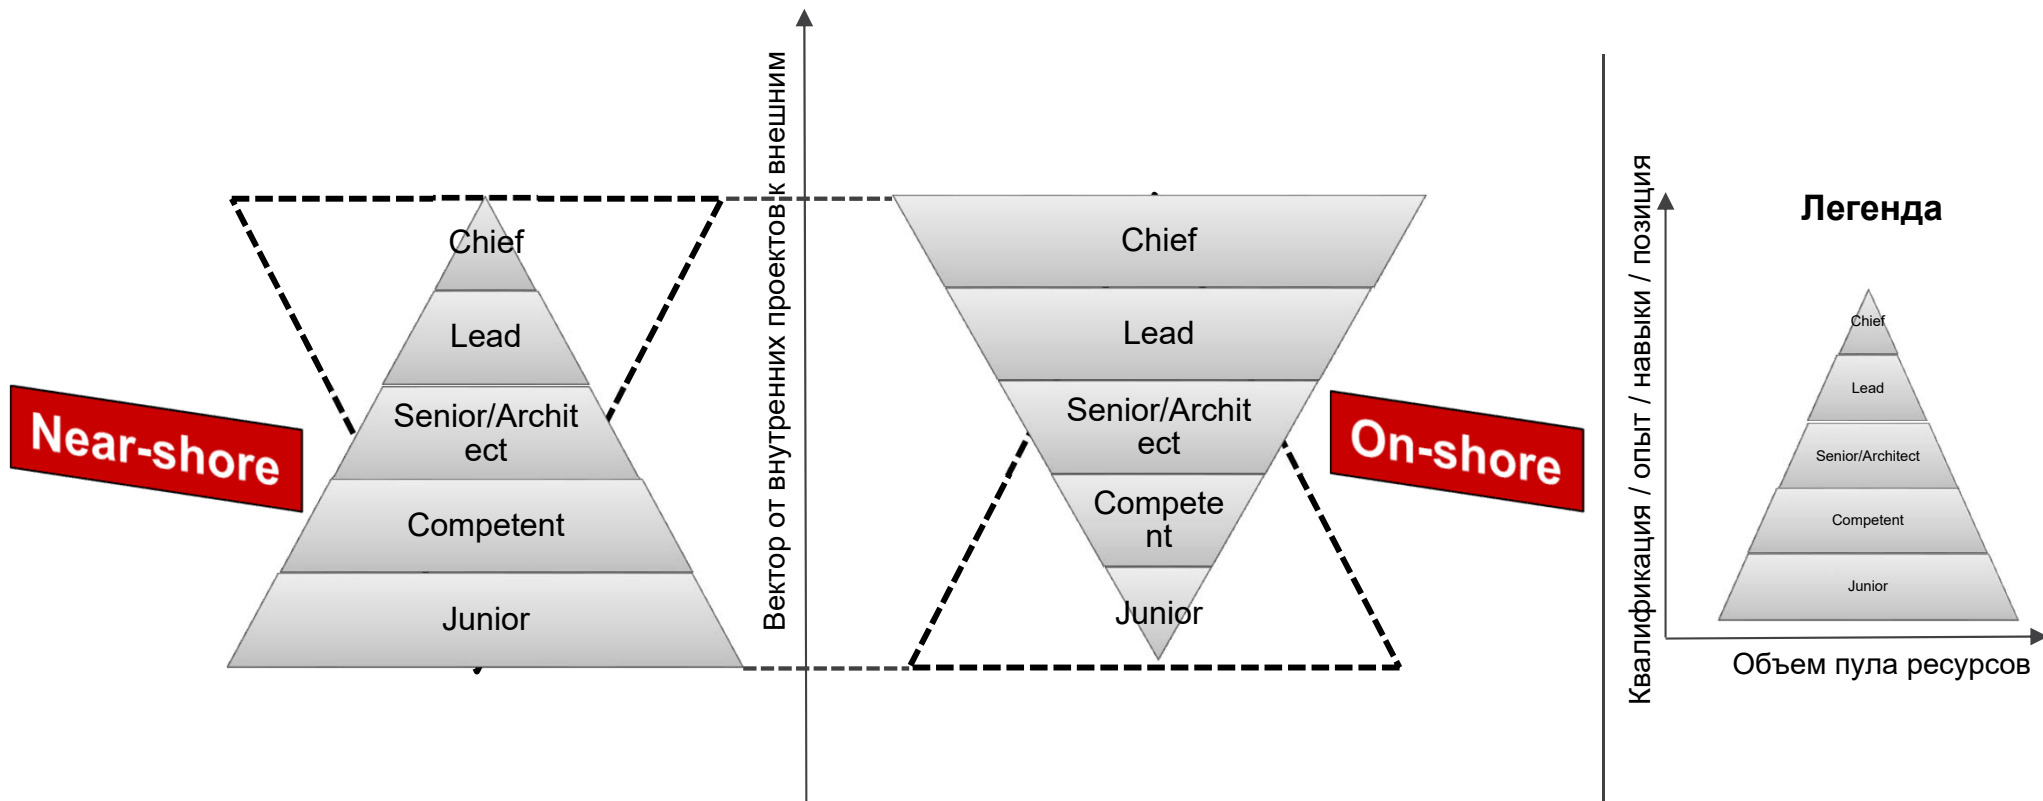 Near-shore
Chief
Lead
Senior/Archit
ect
Competent
Junior
Вектор от внутренних проектов к внешним
Chief
Lead
Senior/Archit
ect
Compete
nt
Junior
On-shore
Квалификация / опыт / навыки / позиция
Легенда
Chief
Lead
Senior/Architect
Competent
Junior
Объем пула ресурсов